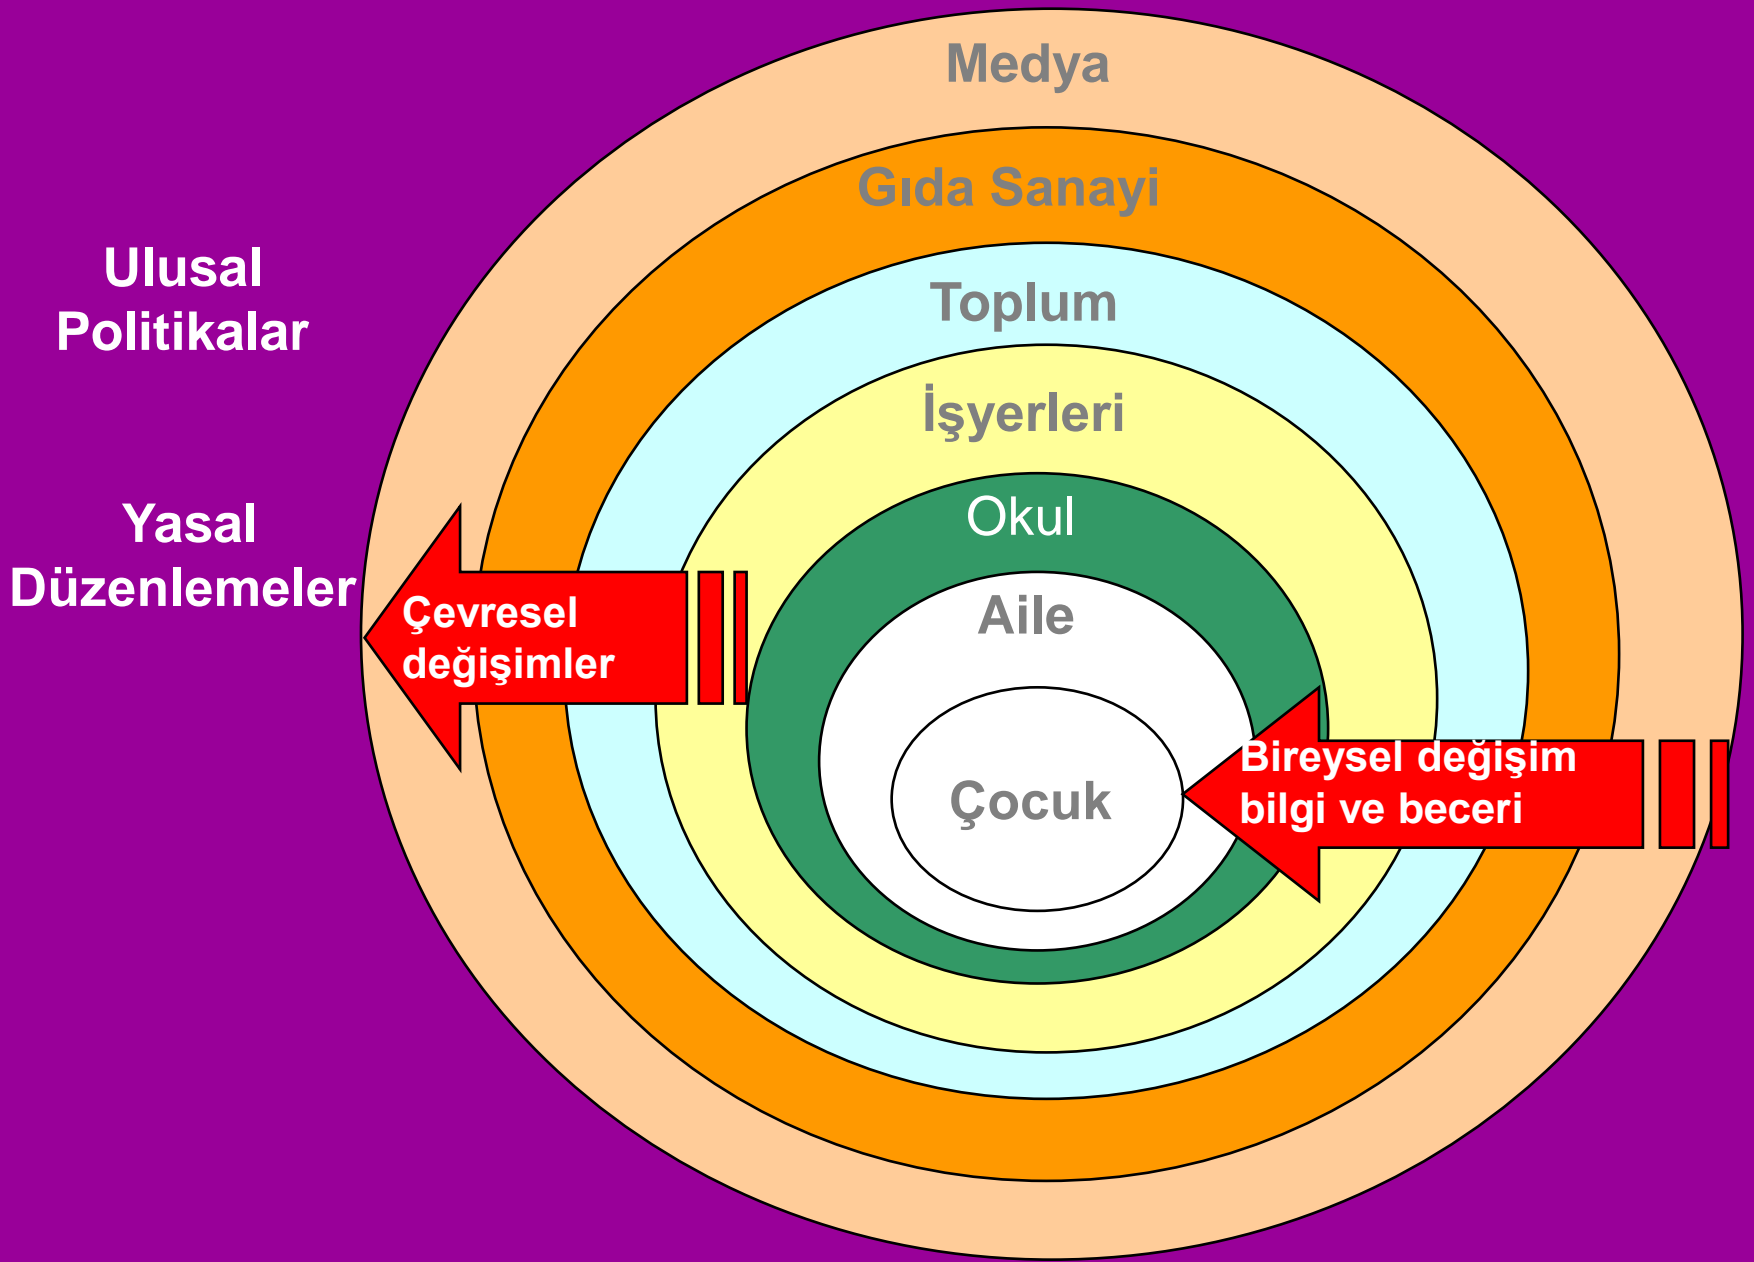 Medya
Gıda Sanayi
Ulusal
Politikalar
Toplum
İşyerleri
Okul
Yasal
Düzenlemeler
Çevresel
değişimler
Aile
Bireysel değişim
bilgi ve beceri
Çocuk